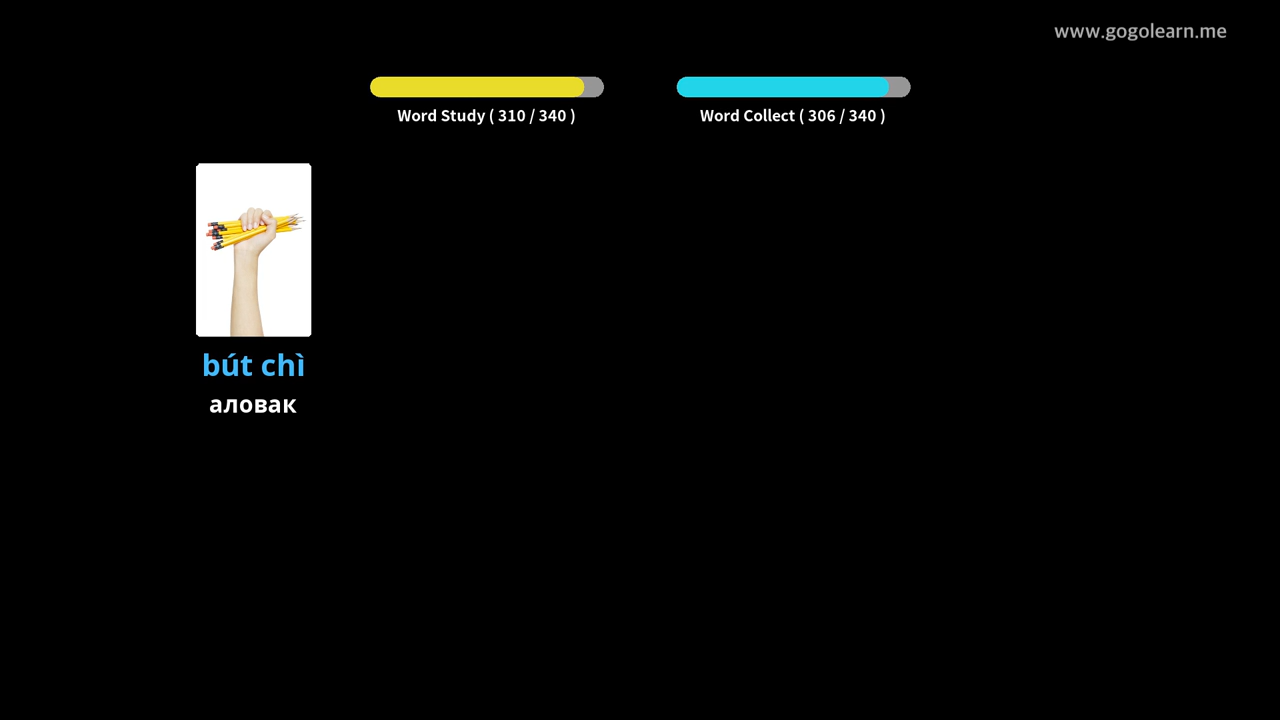 www.gogolearn.me
Word Study ( 310 / 340 )
Word Collect ( 306 / 340 )
bút chì
аловак